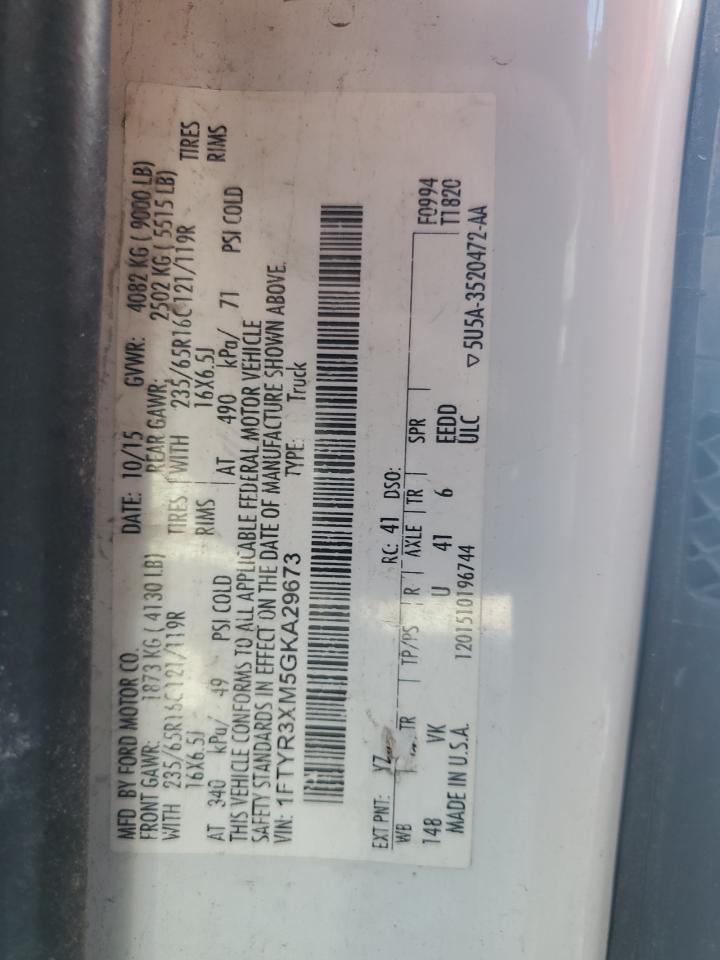 MFD BY FORD MOTOR CO. DATE: 10/15 GVWR: 4082 KG ( 9000 LB)
FRONT GAWR: 1873 KG ( 4130 LB) REAR GAWR: 2502 KG ( 5515 LB)
WITH 235/65R16C121/119R TIRES WITH 235/65R16C121/119R TIRES
16X6.5J RIMS 16X6.5J RIMS
AT 340 kPa/ 49 PSI COLD AT 490 kPa/ 71 PSI COLD
THIS VEHICLE CONFORMS TO ALL APPLICABLE FEDERAL MOTOR VEHICLE
SAFETY STANDARDS IN EFFECT ON THE DATE OF MANUFACTURE SHOWN ABOVE.
VIN: 1FTYR3XM5GKA29673 TYPE: Truck
EXT PNT: YZ RC: 41 DSO:
WB TR TP/PS R AXLE TR SPR F0994
148 VK U 41 6 EEDD T1820
MADE IN U.S.A. 1201510196744 ULC ▽5U5A-3520472-AA